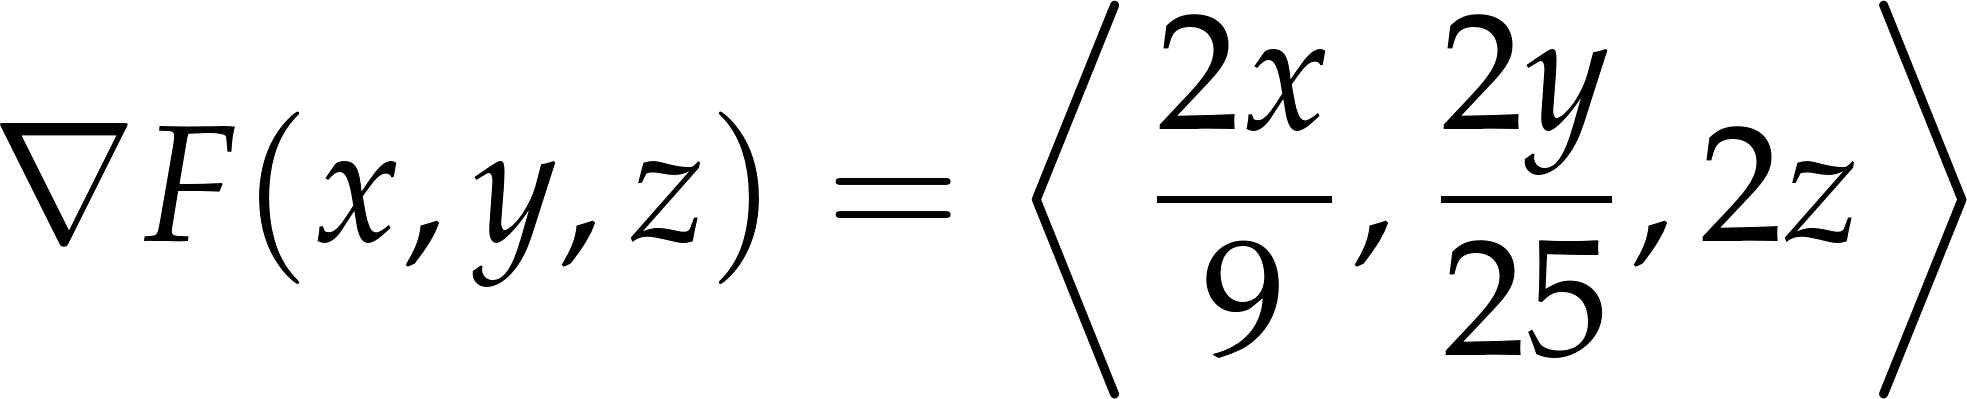 ∇F(x, y, z) = ⟨2x/9, 2y/25, 2z⟩